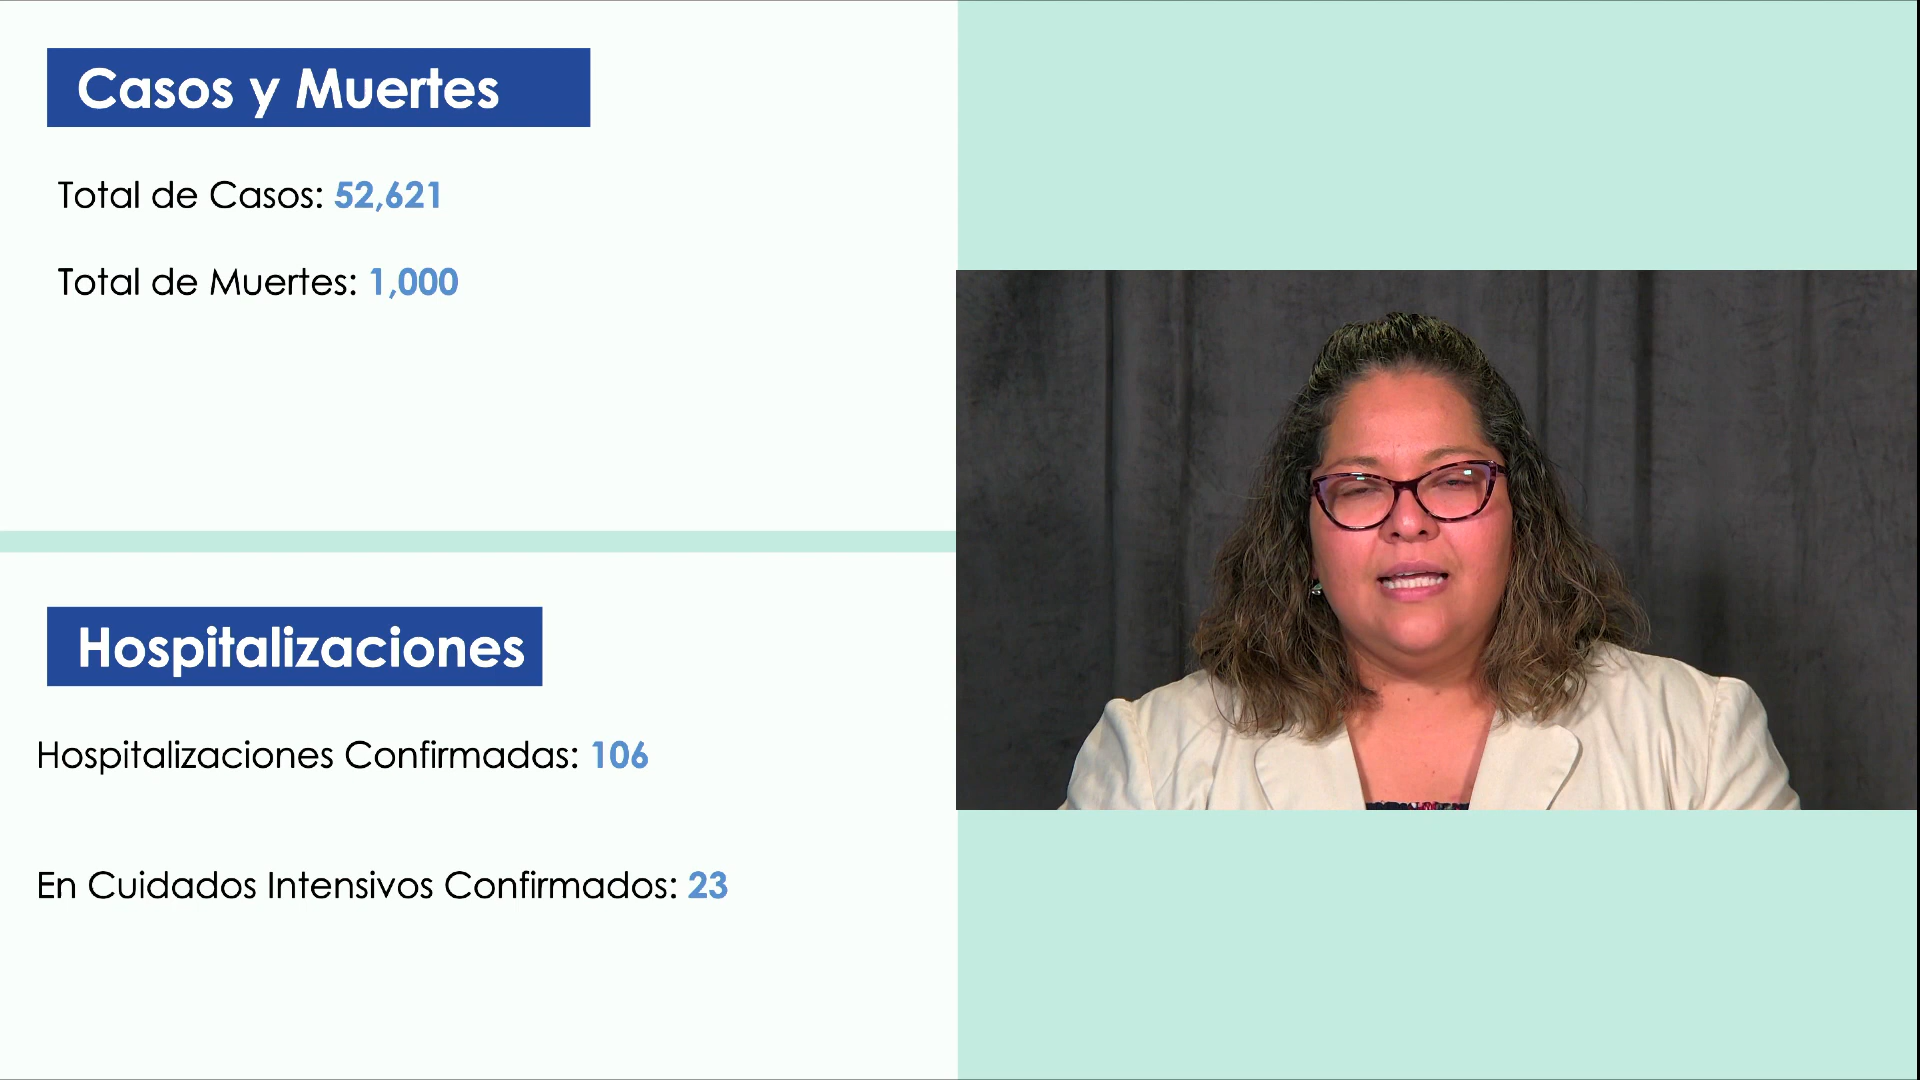 Casos y Muertes
Total de Casos: 52,621
Total de Muertes: 1,000
Hospitalizaciones
Hospitalizaciones Confirmadas: 106
En Cuidados Intensivos Confirmados: 23